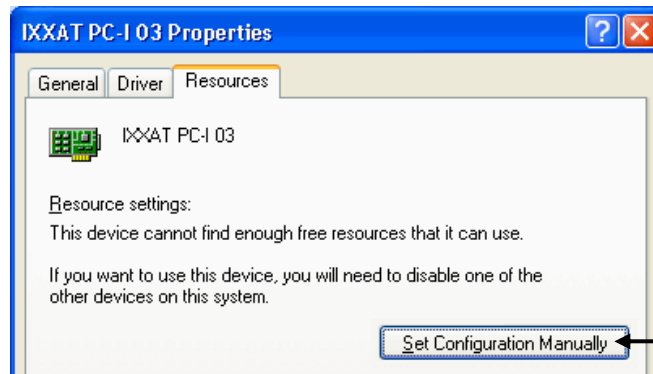 IXXAT PC-I 03 Properties
General Driver Resources
IXXAT PC-I 03
Resource settings:
This device cannot find enough free resources that it can use.
If you want to use this device, you will need to disable one of the
other devices on this system.
Set Configuration Manually